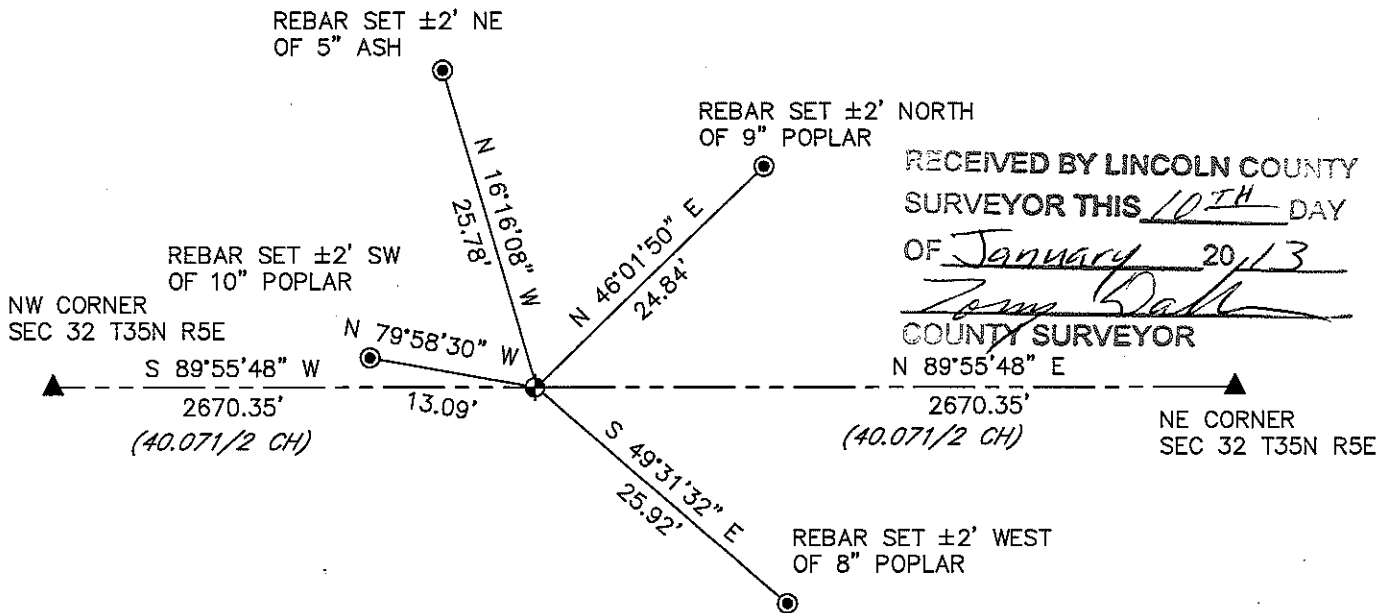 REBAR SET ±2' NE
OF 5" ASH
REBAR SET ±2' NORTH
OF 9" POPLAR
N 16°16'08" W
25.78'
N 46°01'50" E
24.84'
RECEIVED BY LINCOLN COUNTY
SURVEYOR THIS 10TH DAY
OF January 2013
COUNTY SURVEYOR
REBAR SET ±2' SW
OF 10" POPLAR
NW CORNER
SEC 32 T35N R5E
N 79°58'30" W
13.09'
S 89°55'48" W
2670.35'
(40.071/2 CH)
N 89°55'48" E
2670.35'
(40.071/2 CH)
NE CORNER
SEC 32 T35N R5E
S 49°31'32" E
25.92'
REBAR SET ±2' WEST
OF 8" POPLAR